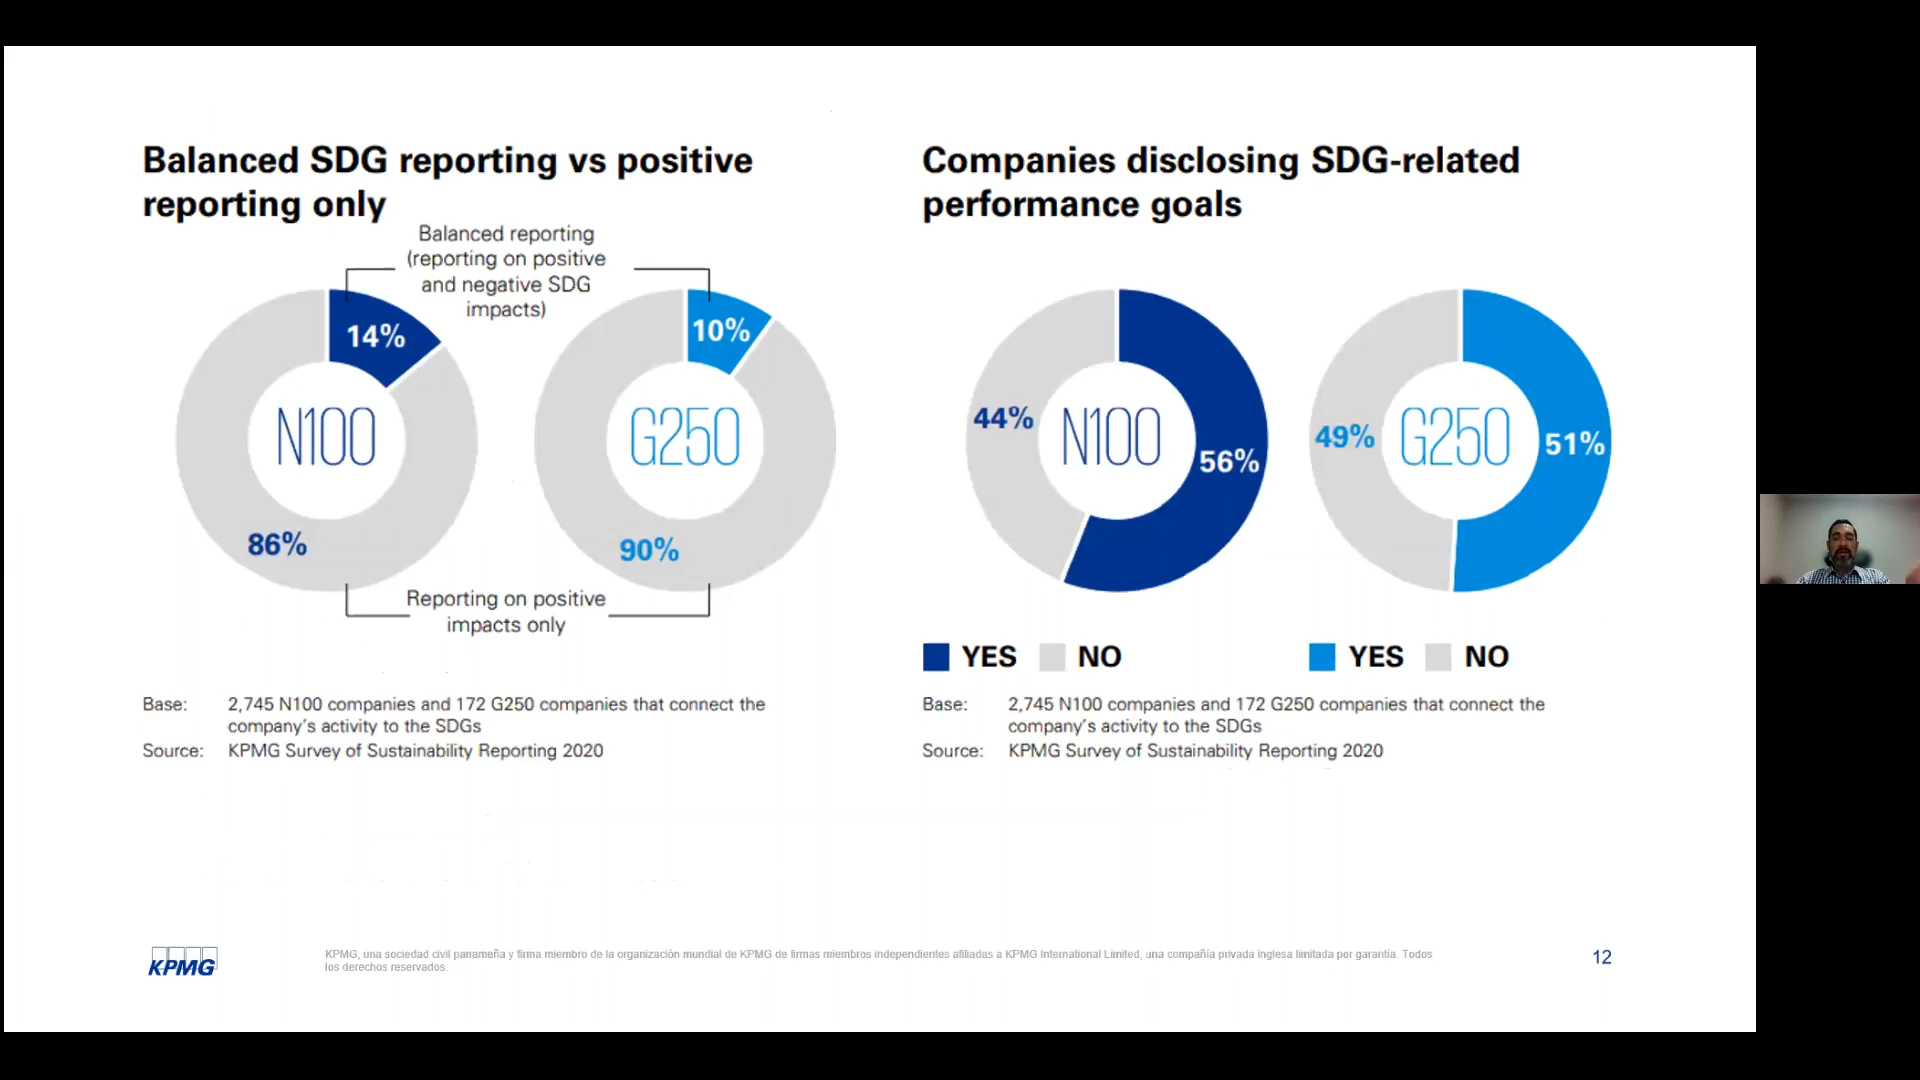 Balanced SDG reporting vs positive
reporting only
Balanced reporting
(reporting on positive
and negative SDG
impacts)
14%
N100
86%
10%
G250
90%
Reporting on positive
impacts only
Base: 2,745 N100 companies and 172 G250 companies that connect the
company's activity to the SDGs
Source: KPMG Survey of Sustainability Reporting 2020
Companies disclosing SDG-related
performance goals
44%
N100
56%
49%
G250
51%
YES NO
YES NO
Base: 2,745 N100 companies and 172 G250 companies that connect the
company's activity to the SDGs
Source: KPMG Survey of Sustainability Reporting 2020
KPMG
KPMG, una sociedad civil panameña y firma miembro de la organización mundial de KPMG de firmas miembros independientes afiliadas a KPMG International Limited, una compañía privada inglesa limitada por garantía. Todos
los derechos reservados.
12